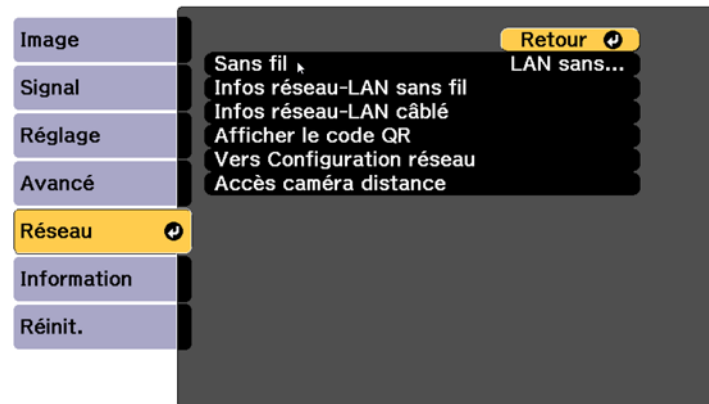 Image
Signal
Réglage
Avancé
Réseau
Information
Réinit.
Retour
Sans fil LAN sans...
Infos réseau-LAN sans fil
Infos réseau-LAN câblé
Afficher le code QR
Vers Configuration réseau
Accès caméra distance